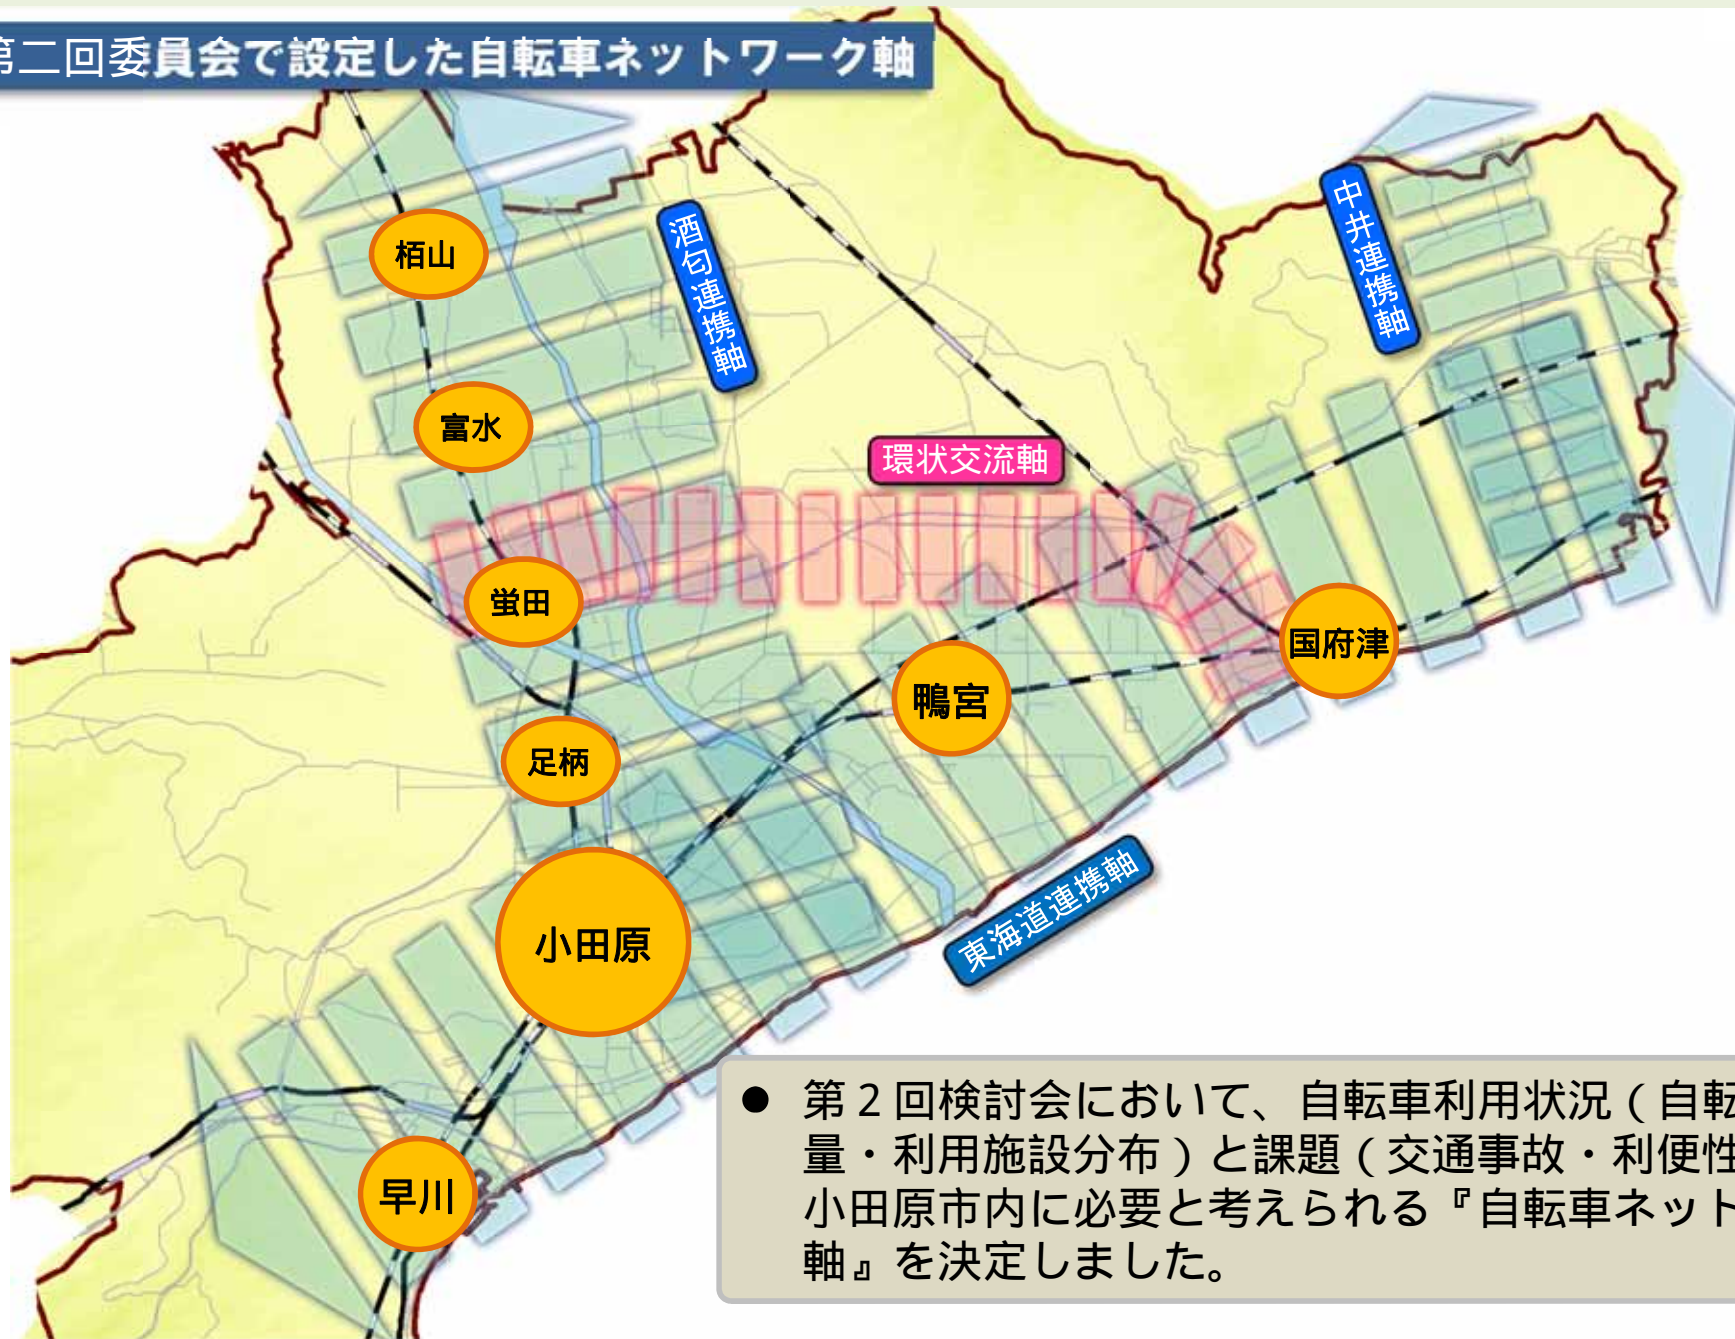 第二回委員会で設定した自転車ネットワーク軸
酒匂連携軸
中井連携軸
栢山
富水
環状交流軸
蛍田
国府津
鴨宮
足柄
東海道連携軸
小田原
早川
● 第2回検討会において、自転車利用状況(自転
量・利用施設分布)と課題(交通事故・利便性
小田原市内に必要と考えられる『自転車ネット
軸』を決定しました。